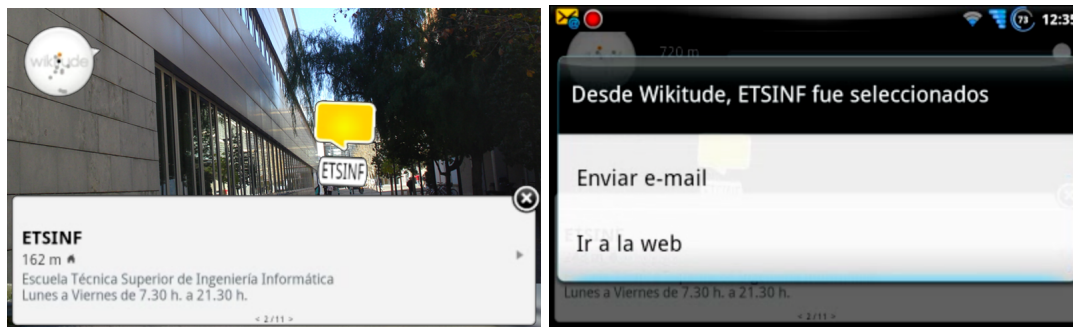 wikitude
ETSINF
ETSINF
162 m
Escuela Técnica Superior de Ingeniería Informática
Lunes a Viernes de 7.30 h. a 21.30 h.
< 2/11 >
73 12:35
720 m
Desde Wikitude, ETSINF fue seleccionados
Enviar e-mail
Ir a la web
Lunes a Viernes de 7.30 h. a 21.30 h.
< 2/11 >